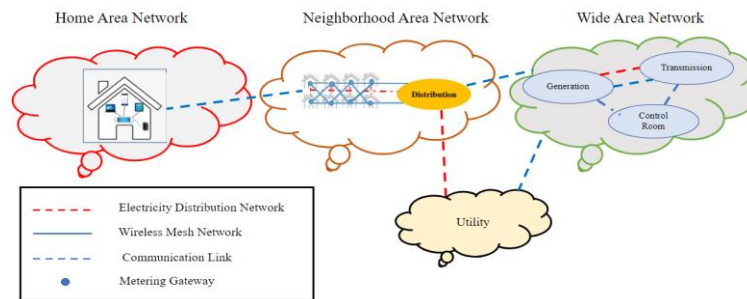 Home Area Network
Neighborhood Area Network
Wide Area Network
Transmission
Generation
Distribution
Control
Room
Utility
Electricity Distribution Network
Wireless Mesh Network
Communication Link
Metering Gateway